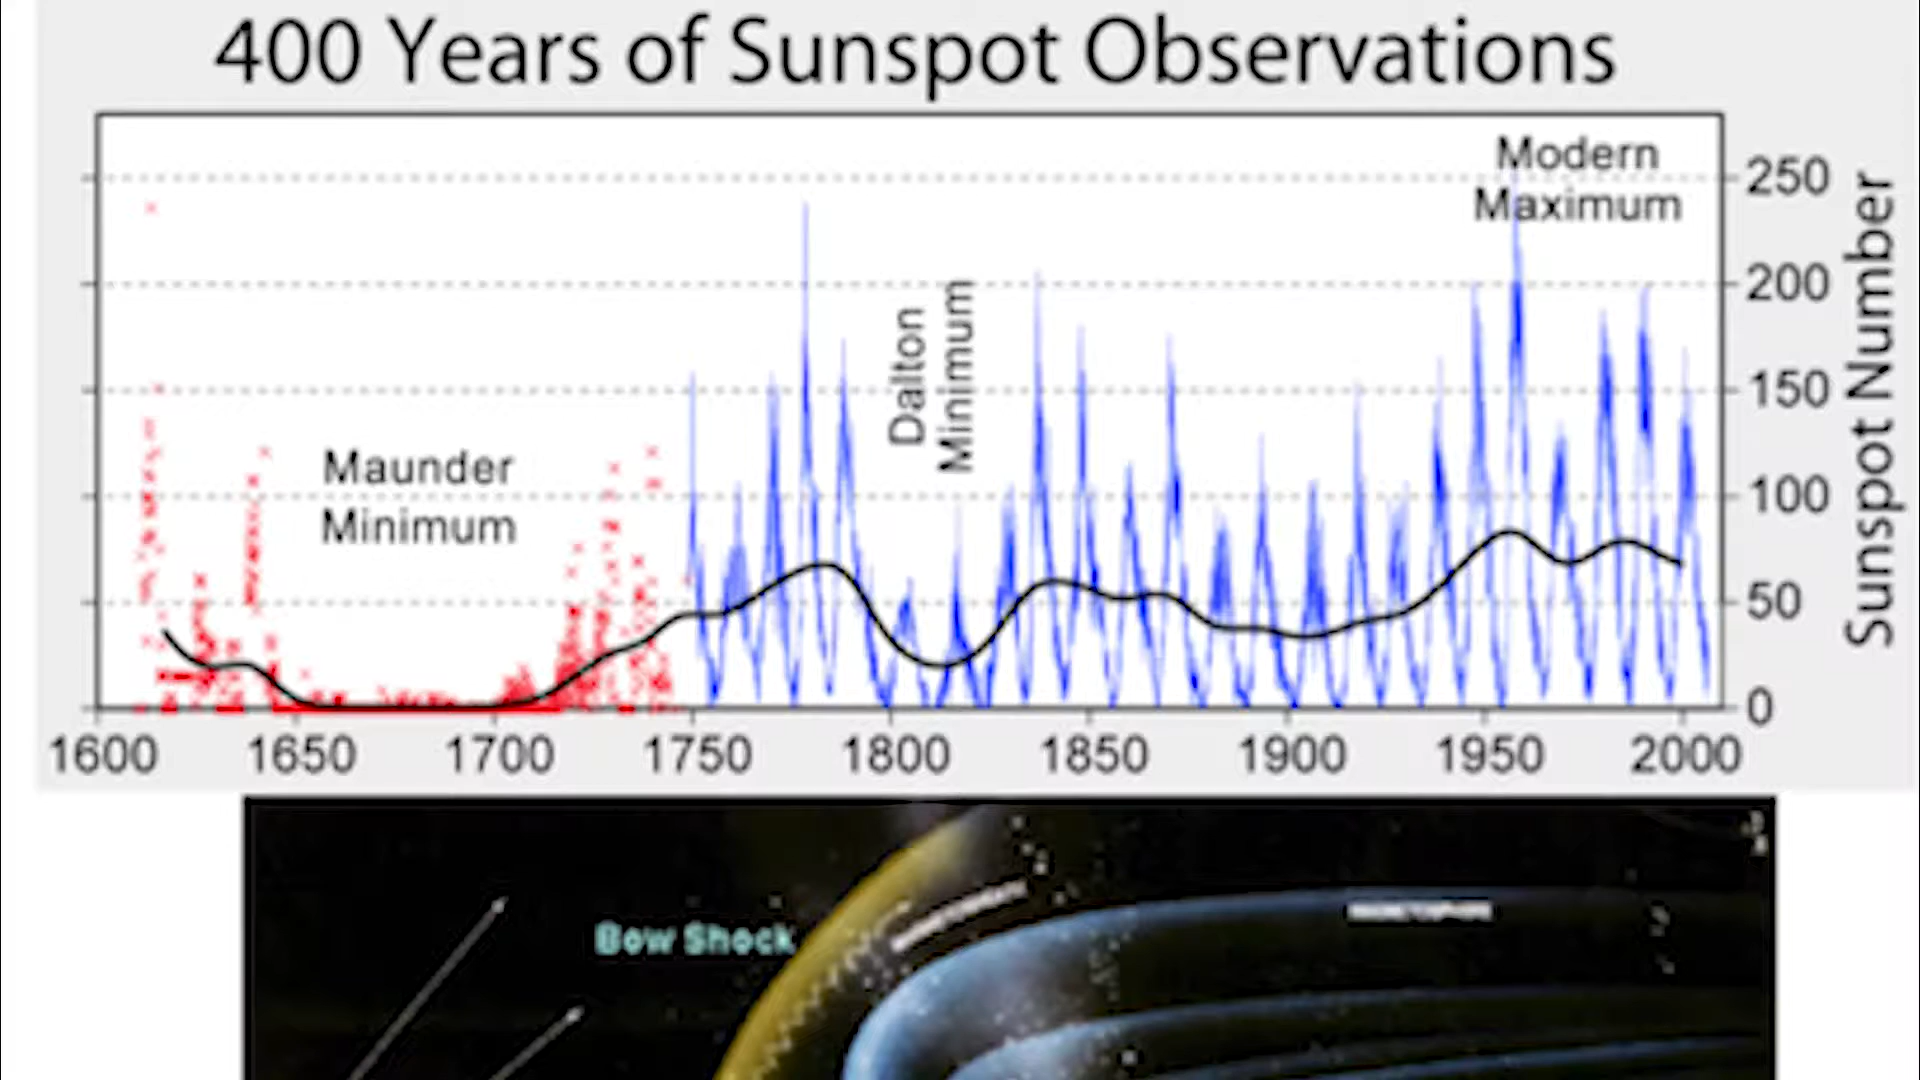 400 Years of Sunspot Observations
Modern
Maximum
Maunder
Minimum
Dalton
Minimum
250
200
150
100
50
0
Sunspot Number
1600 1650 1700 1750 1800 1850 1900 1950 2000
Bow Shock